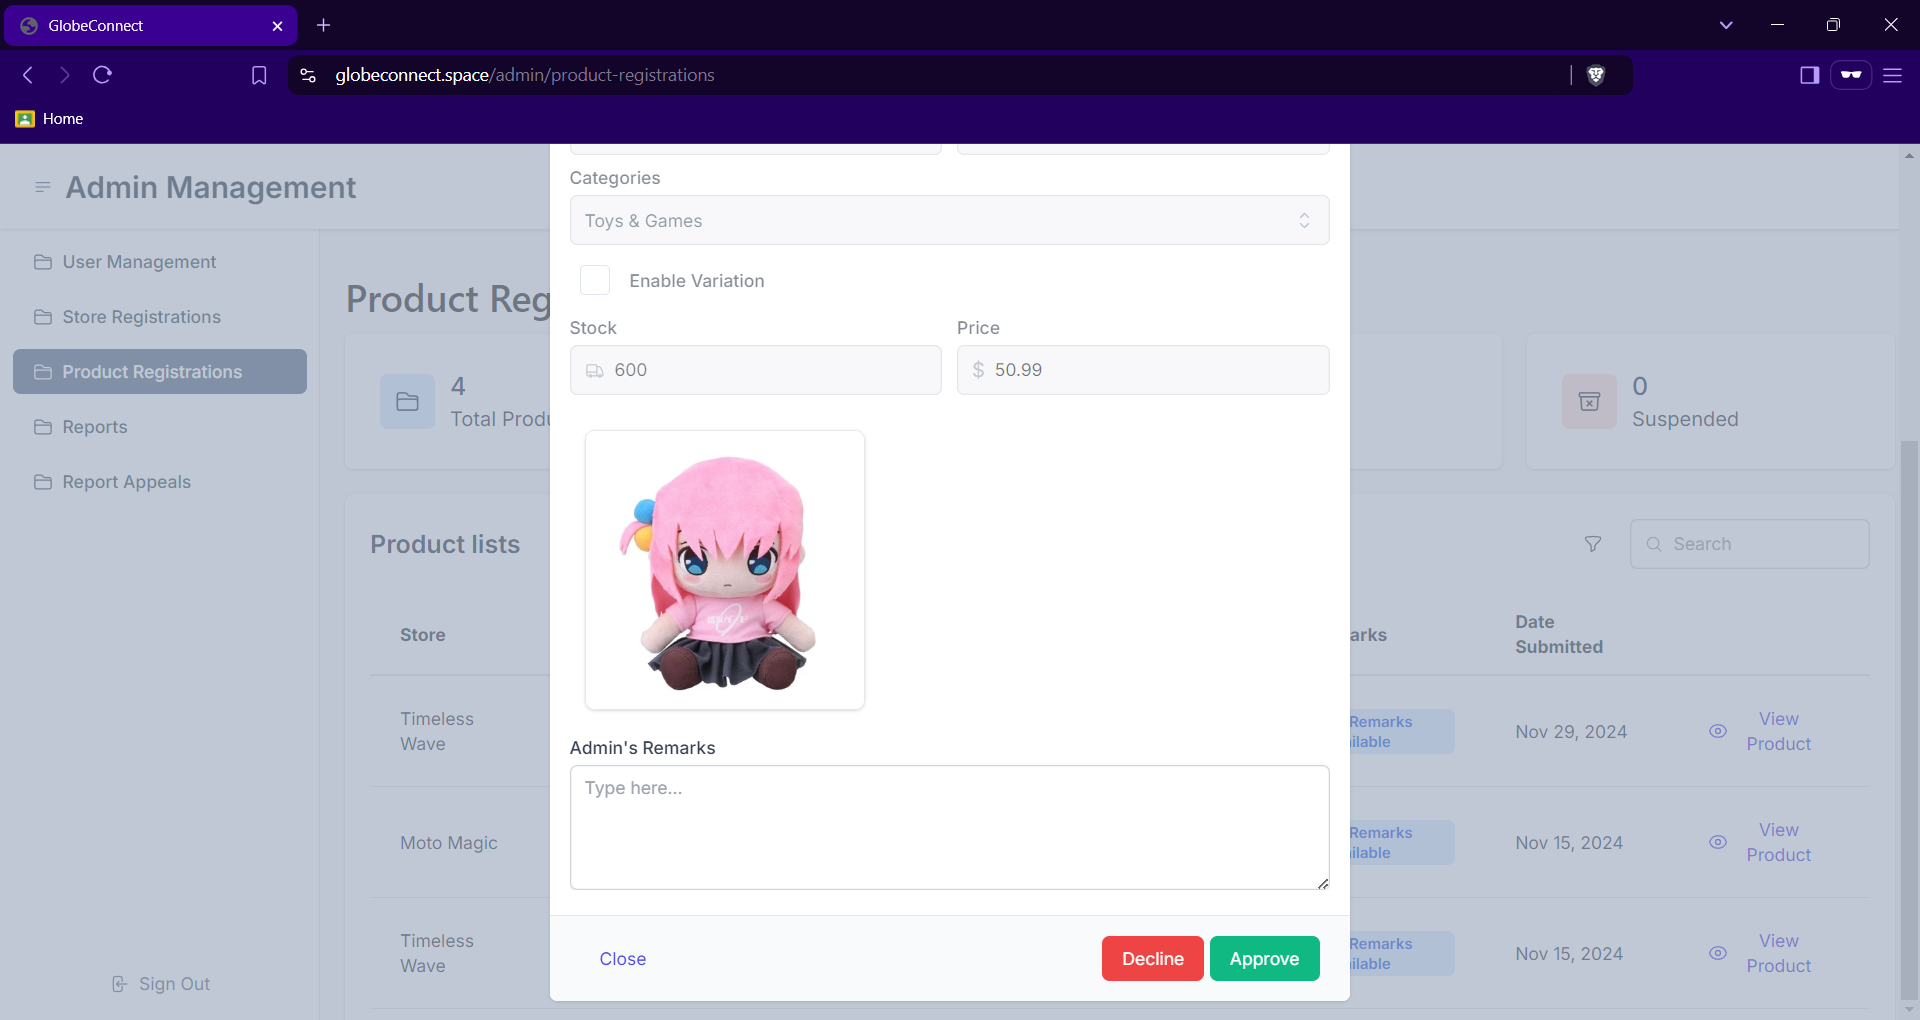 GlobeConnect
globeconnect.space/admin/product-registrations
Home
Admin Management
User Management
Store Registrations
Product Registrations
Reports
Report Appeals
Sign Out
Product Reg
4
Total Produ
0
Suspended
Product lists
Search
Store
arks
Date
Submitted
Timeless
Wave
Remarks
ilable
Nov 29, 2024
View
Product
Moto Magic
Remarks
ilable
Nov 15, 2024
View
Product
Timeless
Wave
Remarks
ilable
Nov 15, 2024
View
Product
Categories
Toys & Games
Enable Variation
Stock
600
Price
$ 50.99
Admin's Remarks
Type here...
Close
Decline
Approve